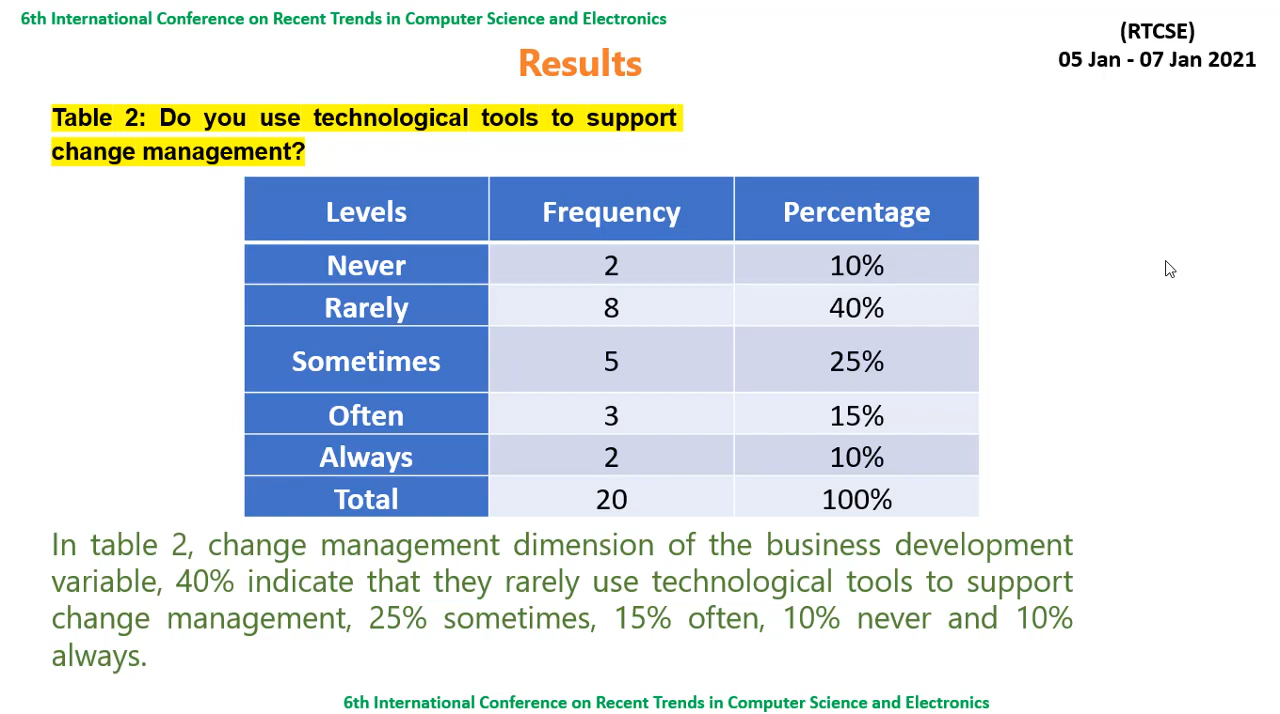 6th International Conference on Recent Trends in Computer Science and Electronics
(RTCSE)
05 Jan - 07 Jan 2021
Results
Table 2: Do you use technological tools to support
change management?
Levels Frequency Percentage
Never 2 10%
Rarely 8 40%
Sometimes 5 25%
Often 3 15%
Always 2 10%
Total 20 100%
In table 2, change management dimension of the business development
variable, 40% indicate that they rarely use technological tools to support
change management, 25% sometimes, 15% often, 10% never and 10%
always.
6th International Conference on Recent Trends in Computer Science and Electronics